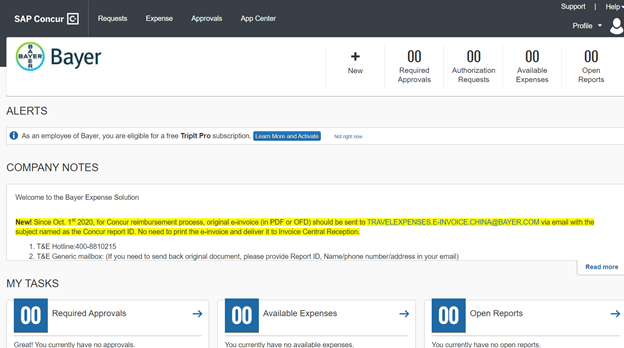 Support | Help
SAP Concur C Requests Expense Approvals App Center
Profile
BAYER
BAYER
Bayer
+ 00 00 00 00
New Required Approvals Authorization Requests Available Expenses Open Reports
ALERTS
As an employee of Bayer, you are eligible for a free TripIt Pro subscription. Learn More and Activate Not right now
COMPANY NOTES
Welcome to the Bayer Expense Solution
New! Since Oct. 1st 2020, for Concur reimbursement process, original e-invoice (in PDF or OFD) should be sent to TRAVELEXPENSES.E-INVOICE.CHINA@BAYER.COM via email with the
subject named as the Concur report ID. No need to print the e-invoice and deliver it to Invoice Central Reception.
1. T&E Hotline:400-8810215
2. T&E Generic mailbox: (If you need to send back original document, please provide Report ID, Name/phone number/address in your email)
Read more
MY TASKS
00 Required Approvals → 00 Available Expenses → 00 Open Reports →
Great! You currently have no approvals. You currently have no available expenses. You currently have no open reports.